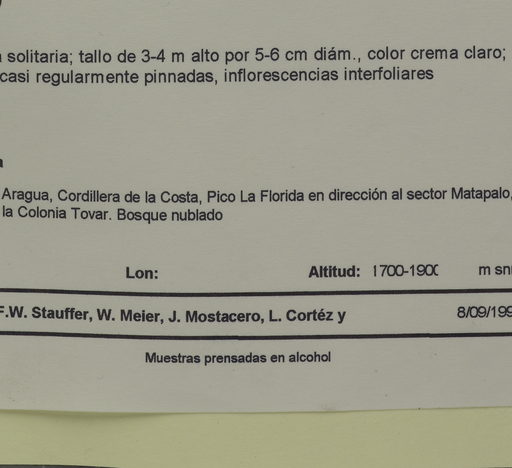 solitaria; tallo de 3-4 m alto por 5-6 cm diám., color crema claro;
casi regularmente pinnadas, inflorescencias interfoliares
Aragua, Cordillera de la Costa, Pico La Florida en dirección al sector Matapalo,
la Colonia Tovar. Bosque nublado
Lon: Altitud: 1700-1900 m sn
F.W. Stauffer, W. Meier, J. Mostacero, L. Cortéz y 8/09/199
Muestras prensadas en alcohol